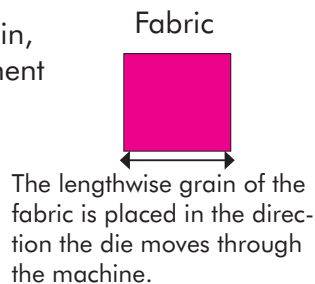 in,
ment
Fabric
The lengthwise grain of the
fabric is placed in the direc-
tion the die moves through
the machine.